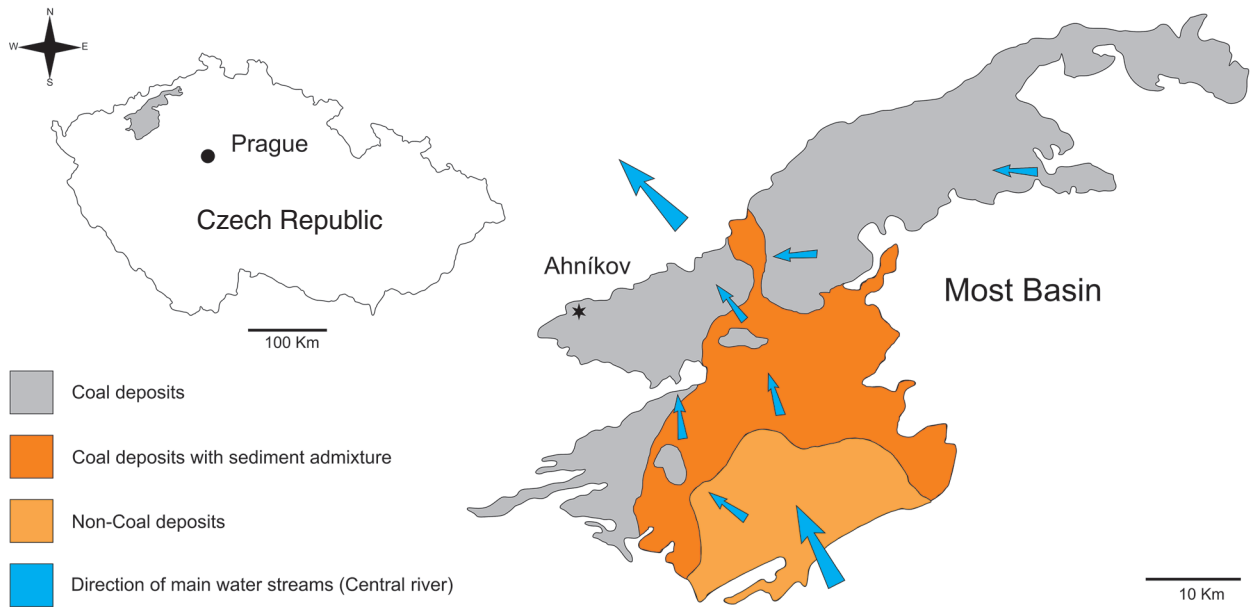 N
W E
S
Prague
Czech Republic
100 Km
Ahníkov
Most Basin
Coal deposits
Coal deposits with sediment admixture
Non-Coal deposits
Direction of main water streams (Central river)
10 Km